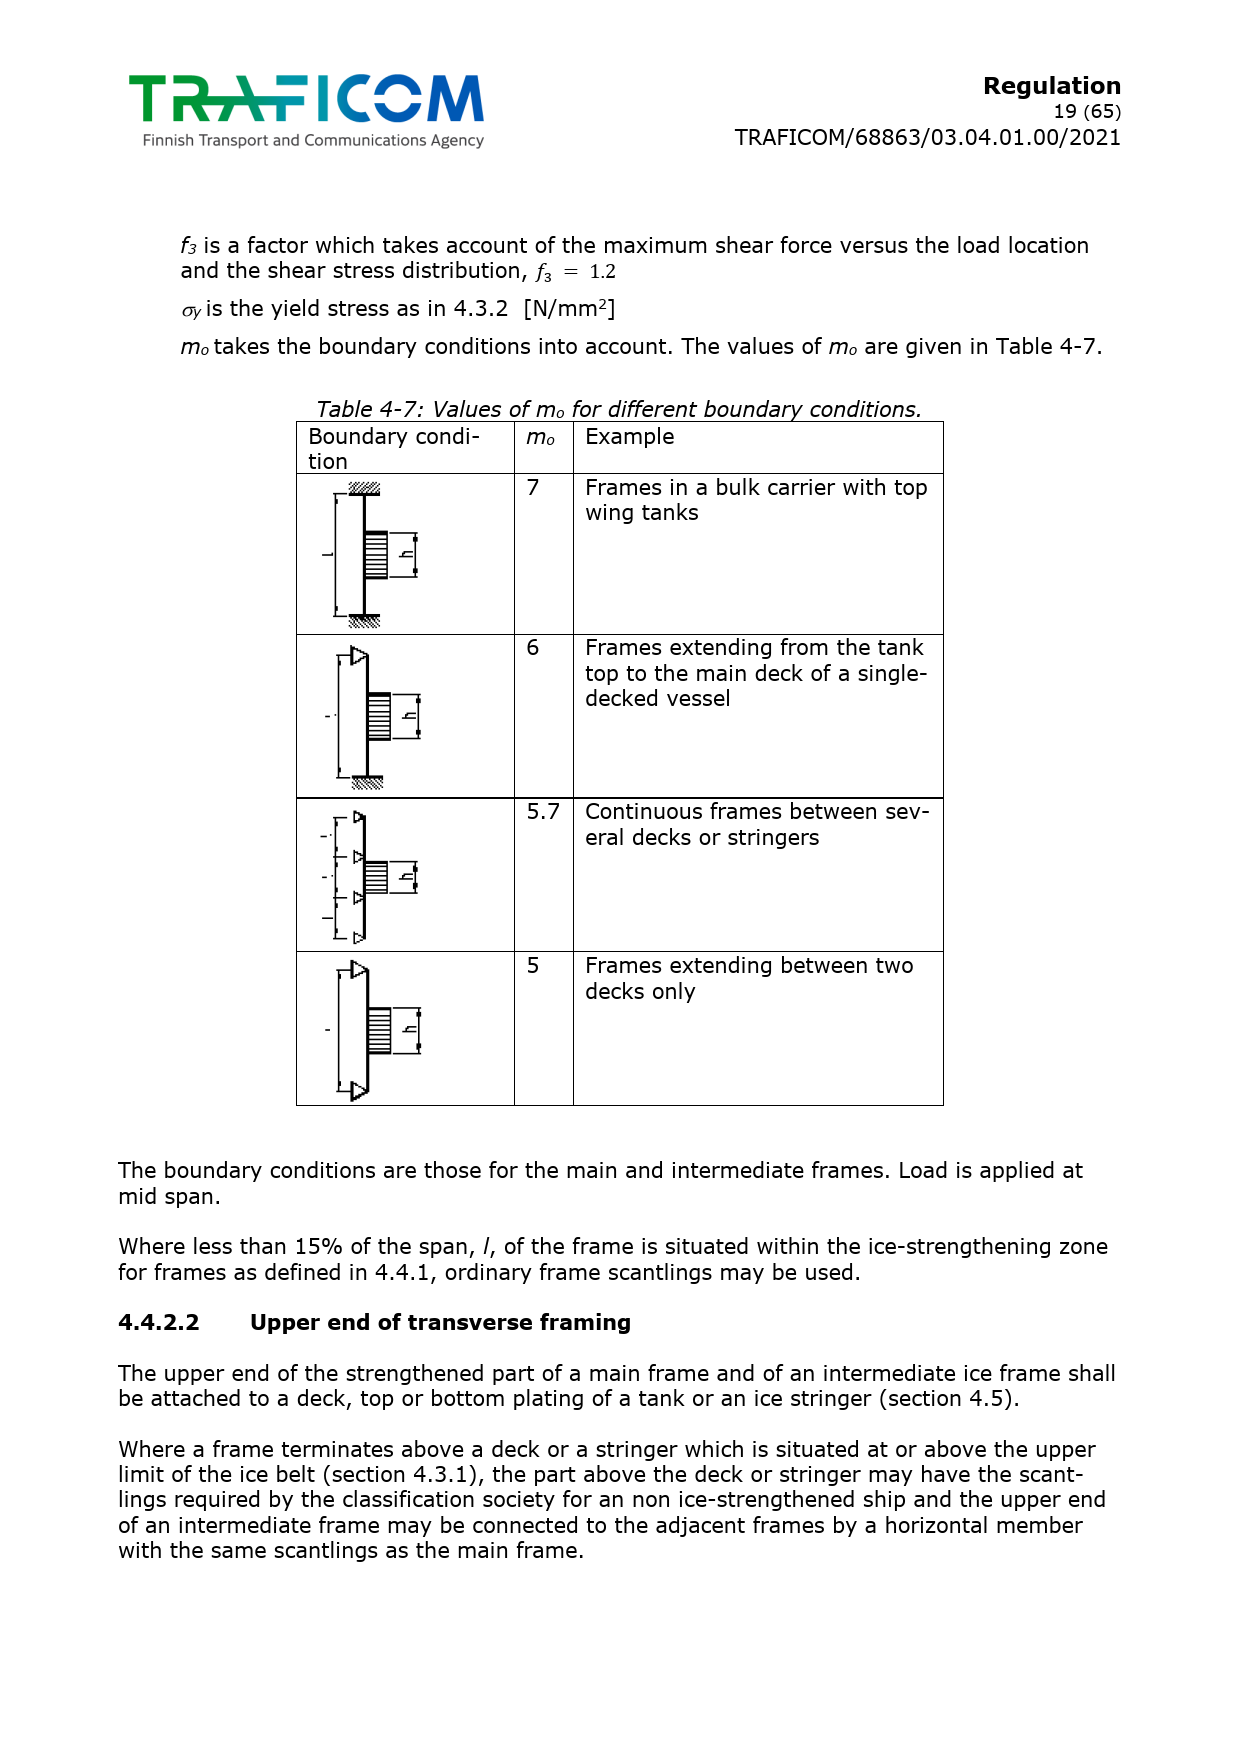 TRAFICOM
Finnish Transport and Communications Agency
Regulation
19 (65)
TRAFICOM/68863/03.04.01.00/2021
f3 is a factor which takes account of the maximum shear force versus the load location
and the shear stress distribution, f3 = 1.2
σy is the yield stress as in 4.3.2 [N/mm²]
mo takes the boundary conditions into account. The values of mo are given in Table 4-7.
Table 4-7: Values of mo for different boundary conditions.
Boundary condi-
tion
mo
Example
l
h
7
Frames in a bulk carrier with top
wing tanks
h
6
Frames extending from the tank
top to the main deck of a single-
decked vessel
l
h
5.7
Continuous frames between sev-
eral decks or stringers
h
5
Frames extending between two
decks only
The boundary conditions are those for the main and intermediate frames. Load is applied at
mid span.
Where less than 15% of the span, l, of the frame is situated within the ice-strengthening zone
for frames as defined in 4.4.1, ordinary frame scantlings may be used.
4.4.2.2 Upper end of transverse framing
The upper end of the strengthened part of a main frame and of an intermediate ice frame shall
be attached to a deck, top or bottom plating of a tank or an ice stringer (section 4.5).
Where a frame terminates above a deck or a stringer which is situated at or above the upper
limit of the ice belt (section 4.3.1), the part above the deck or stringer may have the scant-
lings required by the classification society for an non ice-strengthened ship and the upper end
of an intermediate frame may be connected to the adjacent frames by a horizontal member
with the same scantlings as the main frame.